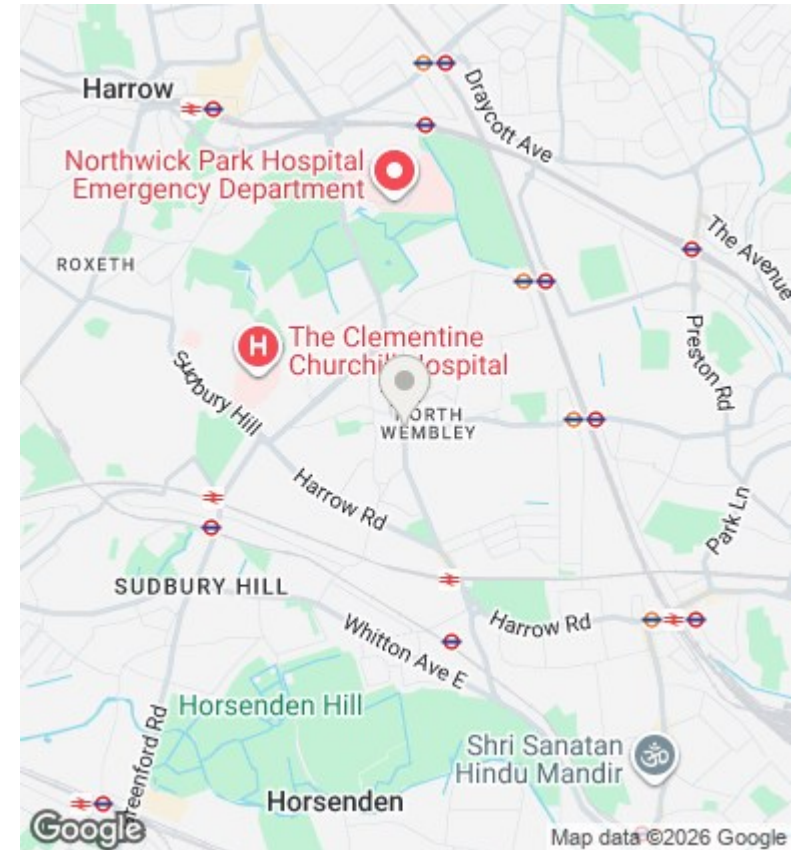 Harrow
Draycott Ave
Northwick Park Hospital
Emergency Department
The Avenue
ROXETH
The Clementine
Churchill Hospital
Preston Rd
Sudbury Hill
NORTH
WEMBLEY
Harrow Rd
Park Ln
SUDBURY HILL
Harrow Rd
Whitton Ave E
Horsenden Hill
Greenford Rd
Shri Sanatan
Hindu Mandir
Horsenden
Google
Map data ©2026 Google